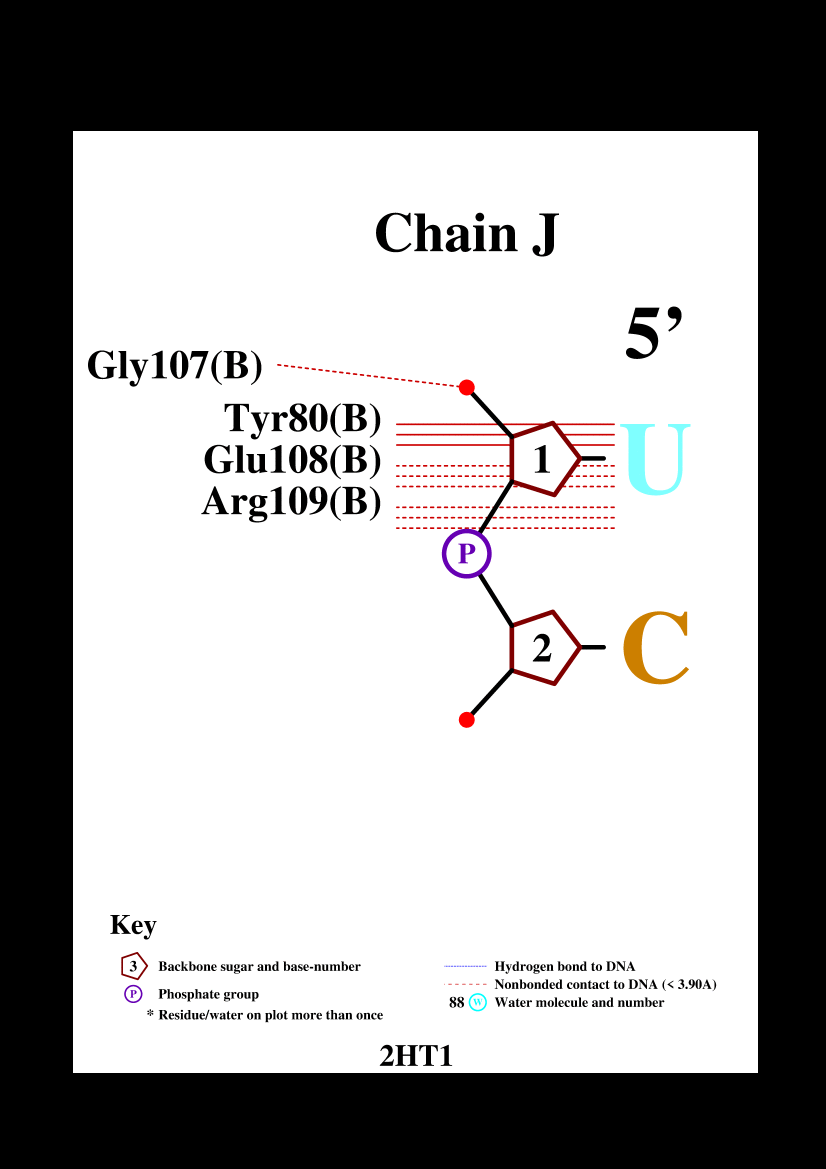 Chain J
5’
Gly107(B)
Tyr80(B)
Glu108(B)
Arg109(B)
1
U
P
2
C
Key
3 Backbone sugar and base-number
P Phosphate group
* Residue/water on plot more than once
Hydrogen bond to DNA
Nonbonded contact to DNA (< 3.90A)
88 W Water molecule and number
2HT1